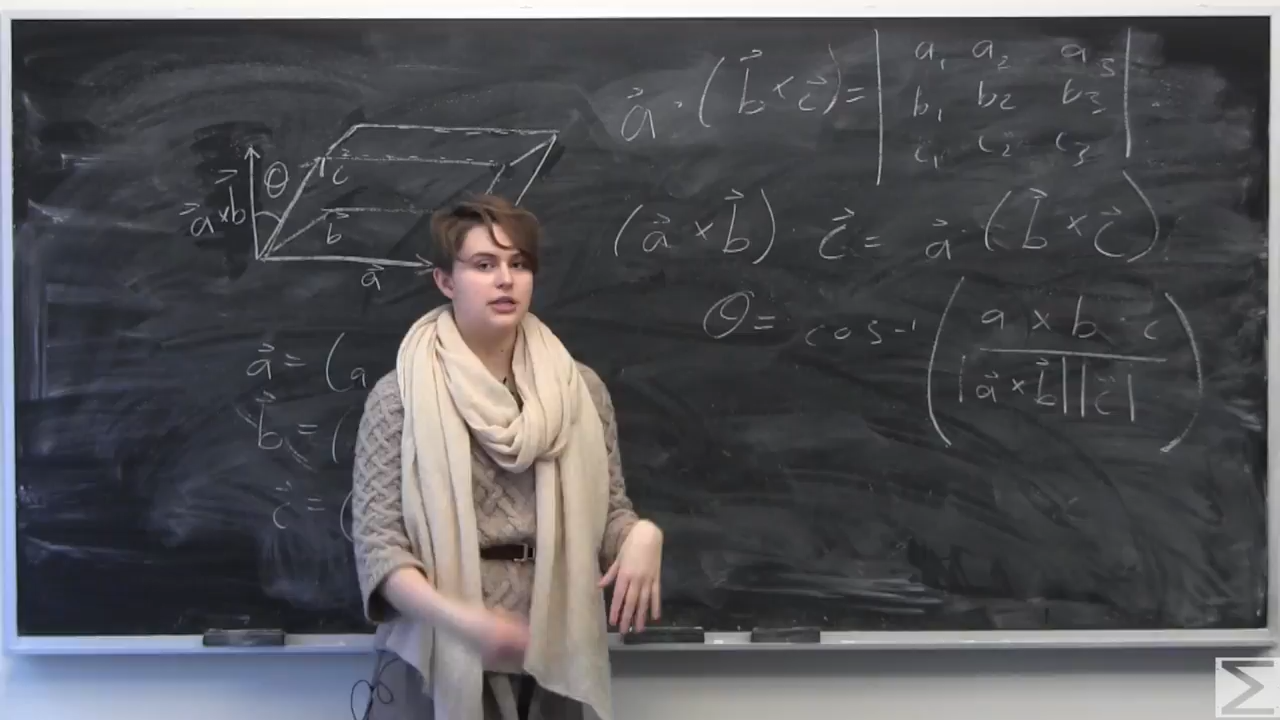 a⃗ · (b⃗ × c⃗) = | a₁ a₂ a₃ |
| b₁ b₂ b₃ |
| c₁ c₂ c₃ |
θ
c⃗
a⃗ × b⃗
b⃗
a⃗
(a⃗ × b⃗) · c⃗ = a⃗ · (b⃗ × c⃗)
θ = cos⁻¹ ( a × b · c
|a⃗ × b⃗||c⃗| )
a⃗ = (a
b⃗ = (
c⃗ = (
Σ